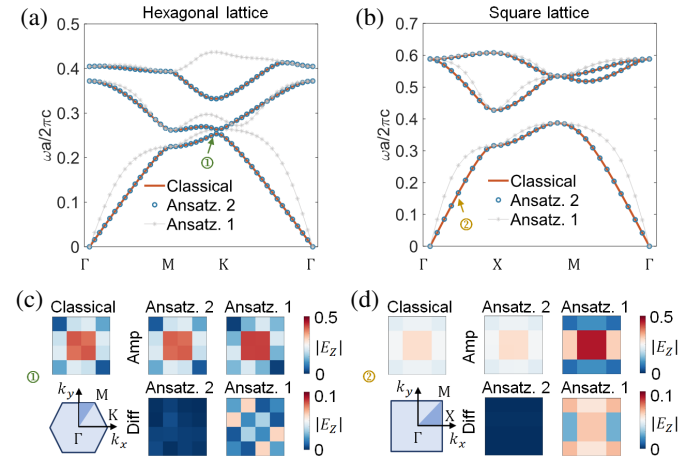 (a) Hexagonal lattice
(b) Square lattice
ωa/2πc
0.5
0.4
0.3
0.2
0.1
0
①
Classical
Ansatz. 2
Ansatz. 1
Γ M K Γ
ωa/2πc
0.7
0.6
0.5
0.4
0.3
0.2
0.1
0
②
Classical
Ansatz. 2
Ansatz. 1
Γ X M Γ
(c)
Classical Ansatz. 2 Ansatz. 1
Amp
0.5
|E_Z|
0
①
k_y M
K
Γ
k_x
Diff
Ansatz. 2 Ansatz. 1
0.1
|E_Z|
0
(d)
Classical Ansatz. 2 Ansatz. 1
Amp
0.5
|E_Z|
0
②
k_y M
X
Γ
k_x
Diff
Ansatz. 2 Ansatz. 1
0.1
|E_Z|
0